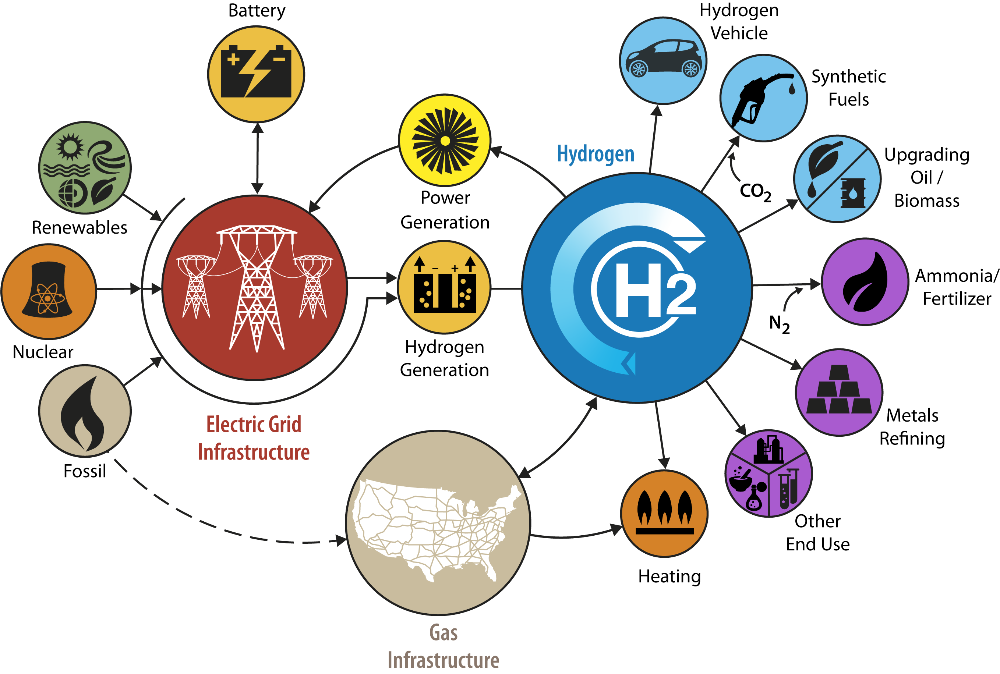 Battery
Hydrogen
Vehicle
Synthetic
Fuels
Hydrogen
Upgrading
Oil /
Biomass
CO₂
Power
Generation
Renewables
H2
Ammonia/
Fertilizer
N₂
Nuclear
Hydrogen
Generation
Electric Grid
Infrastructure
Metals
Refining
Fossil
Other
End Use
Heating
Gas
Infrastructure